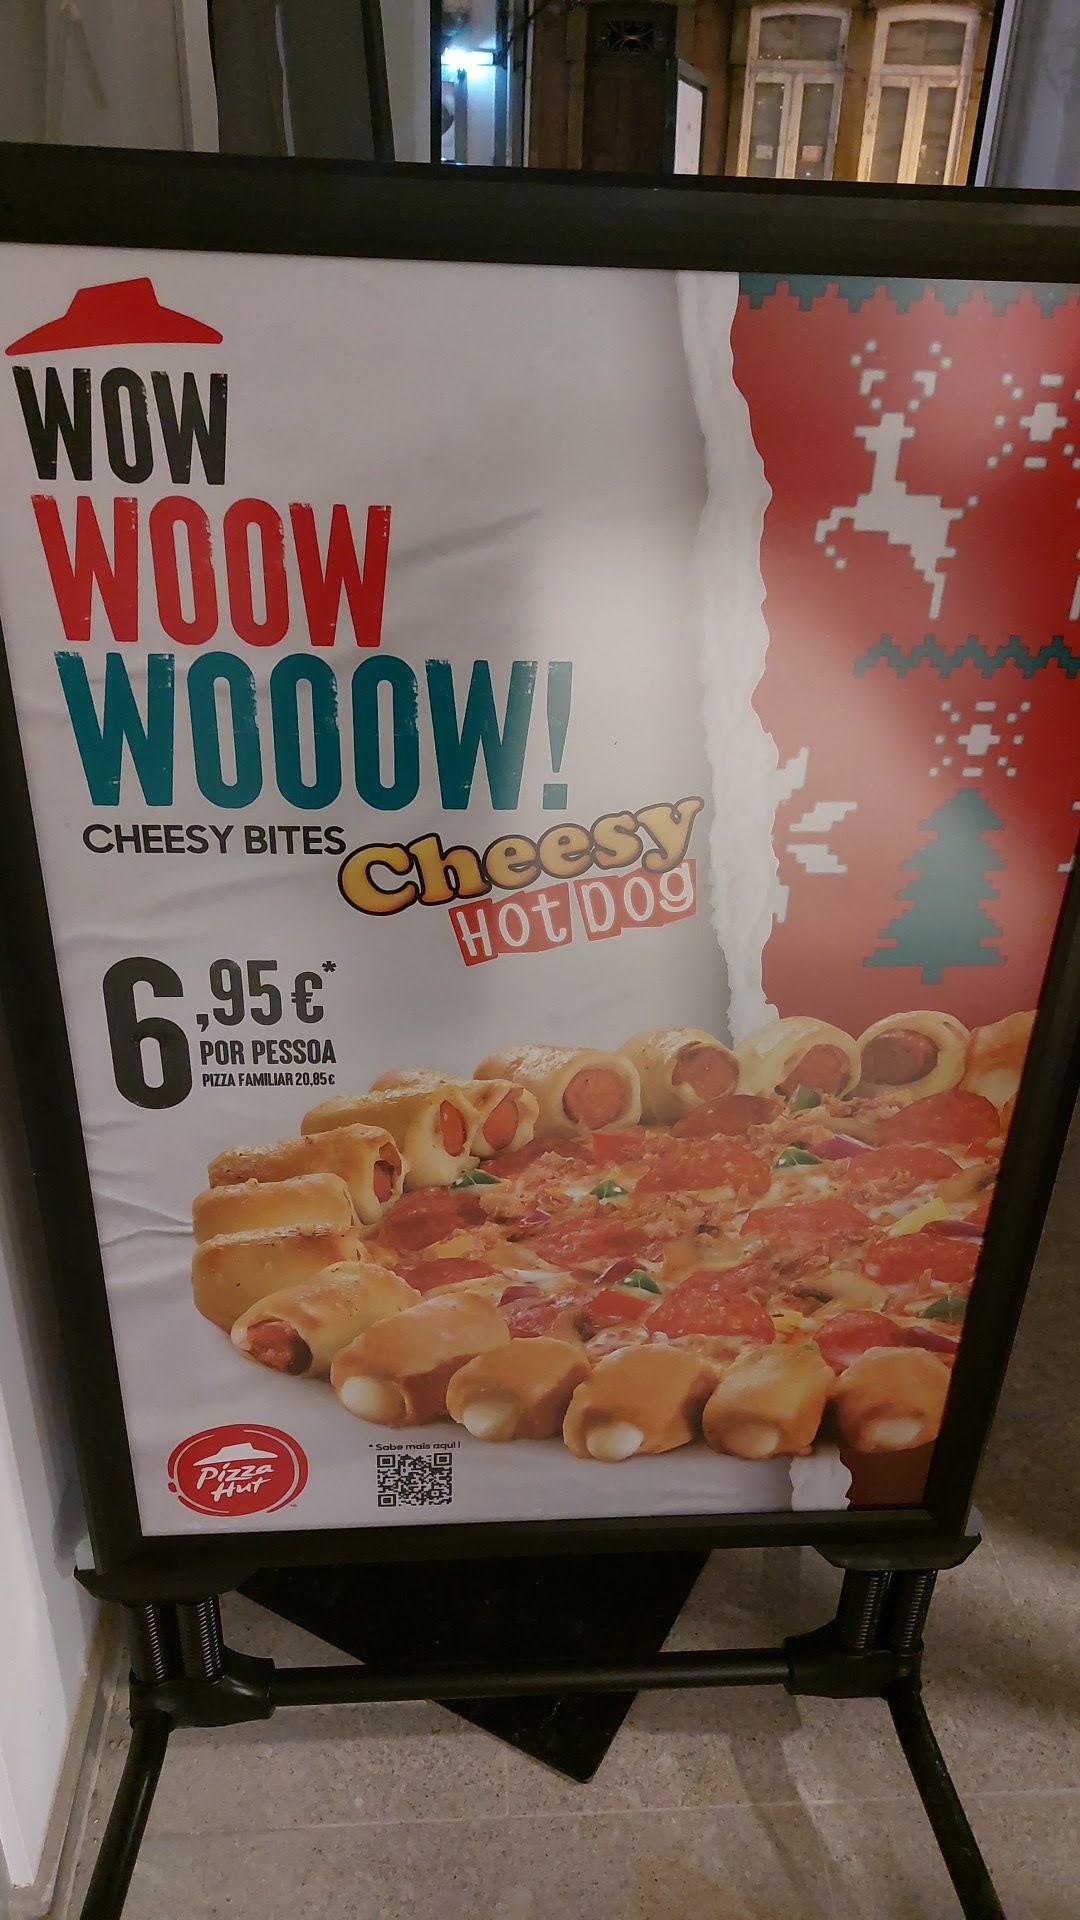 WOW
WOOW
WOOOW!
CHEESY BITES
Cheesy
Hot Dog
6,95€*
POR PESSOA
PIZZA FAMILIAR 20,85€
* Sabe mais aqui!
Pizza
Hut